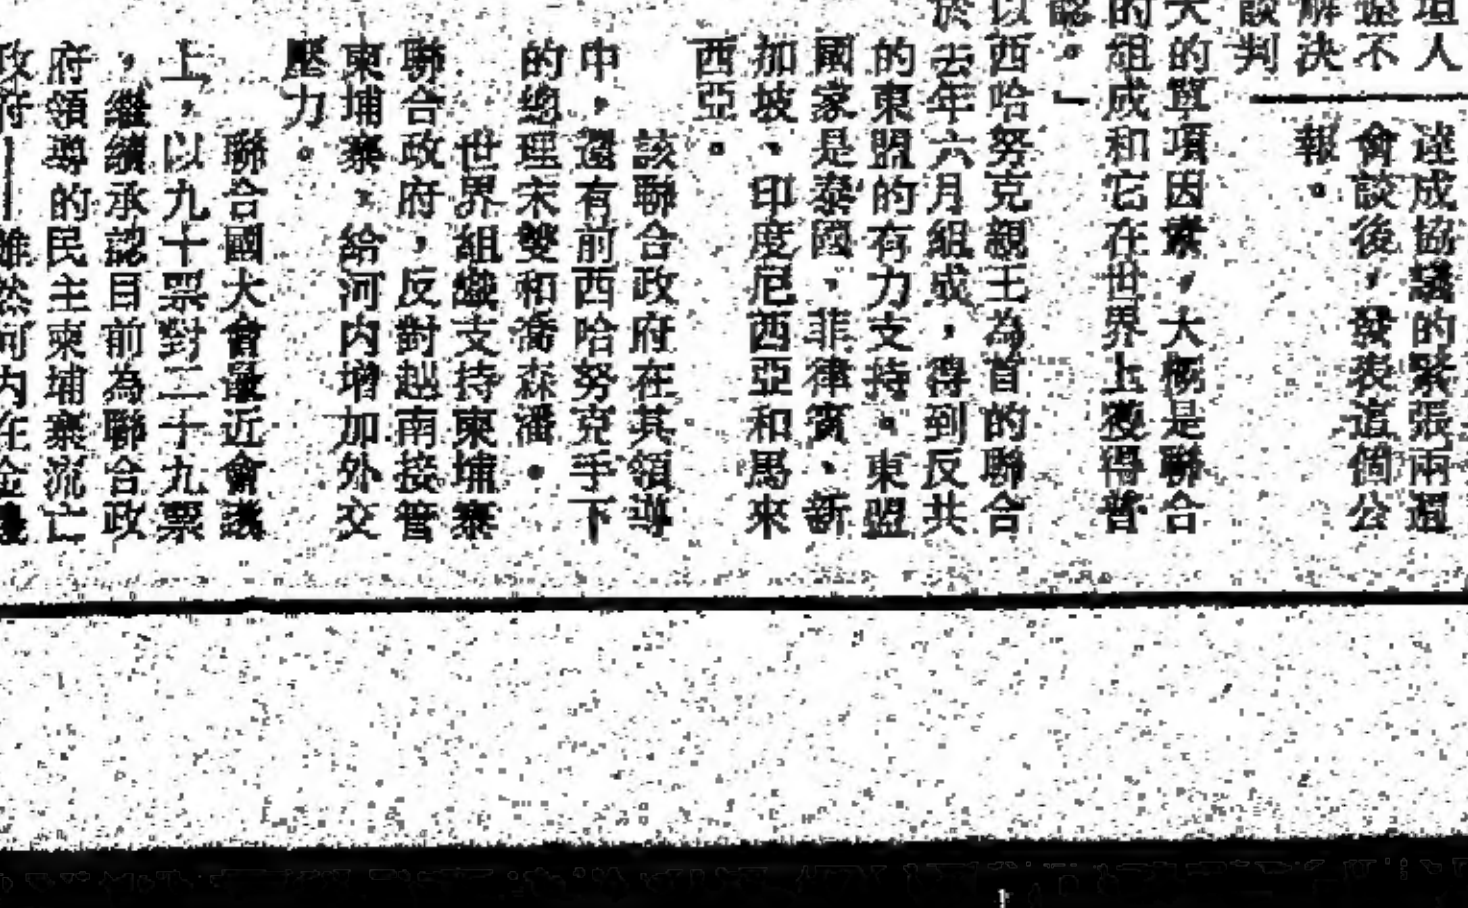 人
不
解決
談判
達成協議的緊張兩週
會談後，發表這個公
報。
大的單項因素，大概是聯合
的組成和它在世界上獲得普
認。」
以西哈努克親王為首的聯合
於去年六月組成，得到反共
的東盟的有力支持。東盟
國家是泰國、菲律賓、新
加坡、印度尼西亞和馬來
西亞。
該聯合政府在其領導
中，還有前西哈努克手下
的總理宋雙和喬森潘。
世界組織支持柬埔寨
聯合政府，反對越南接管
柬埔寨，給河內增加外交
壓力。
聯合國大會最近會議
上，以九十票對二十九票
，繼續承認目前為聯合政
府領導的民主柬埔寨流亡
政府—雖然河內在金邊